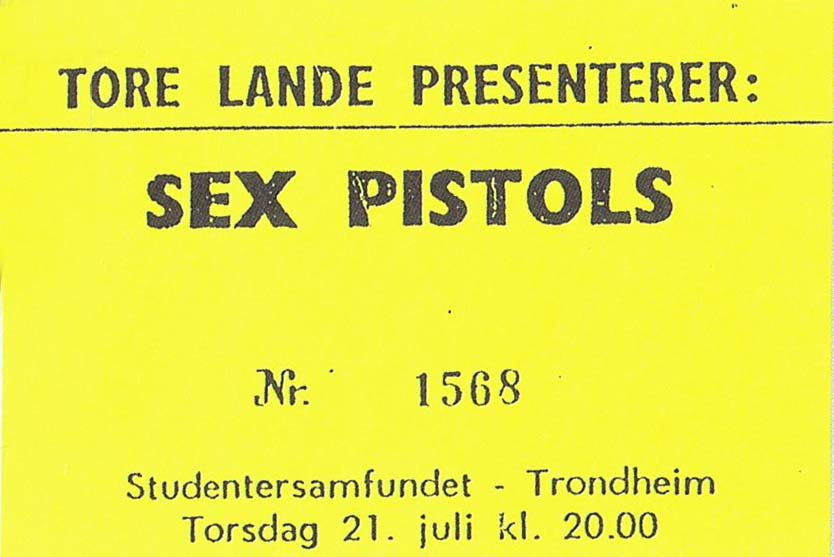 TORE LANDE PRESENTERER:
SEX PISTOLS
Nr. 1568
Studentersamfundet - Trondheim
Torsdag 21. juli kl. 20.00